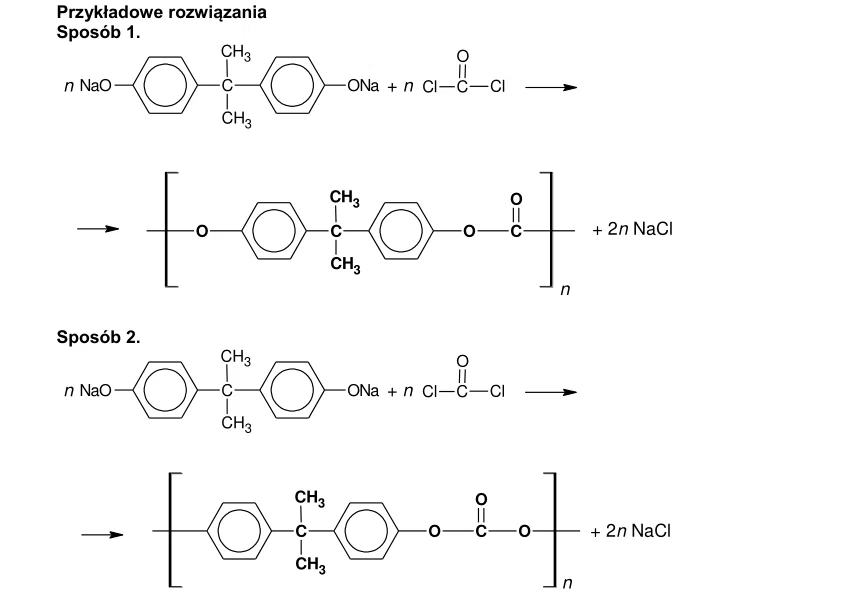 Przykładowe rozwiązania
Sposób 1.
CH3 O
n NaO C ONa + n Cl C Cl
CH3
CH3 O
O C O C + 2n NaCl
CH3
n
Sposób 2.
CH3 O
n NaO C ONa + n Cl C Cl
CH3
CH3 O
C O C O + 2n NaCl
CH3
n